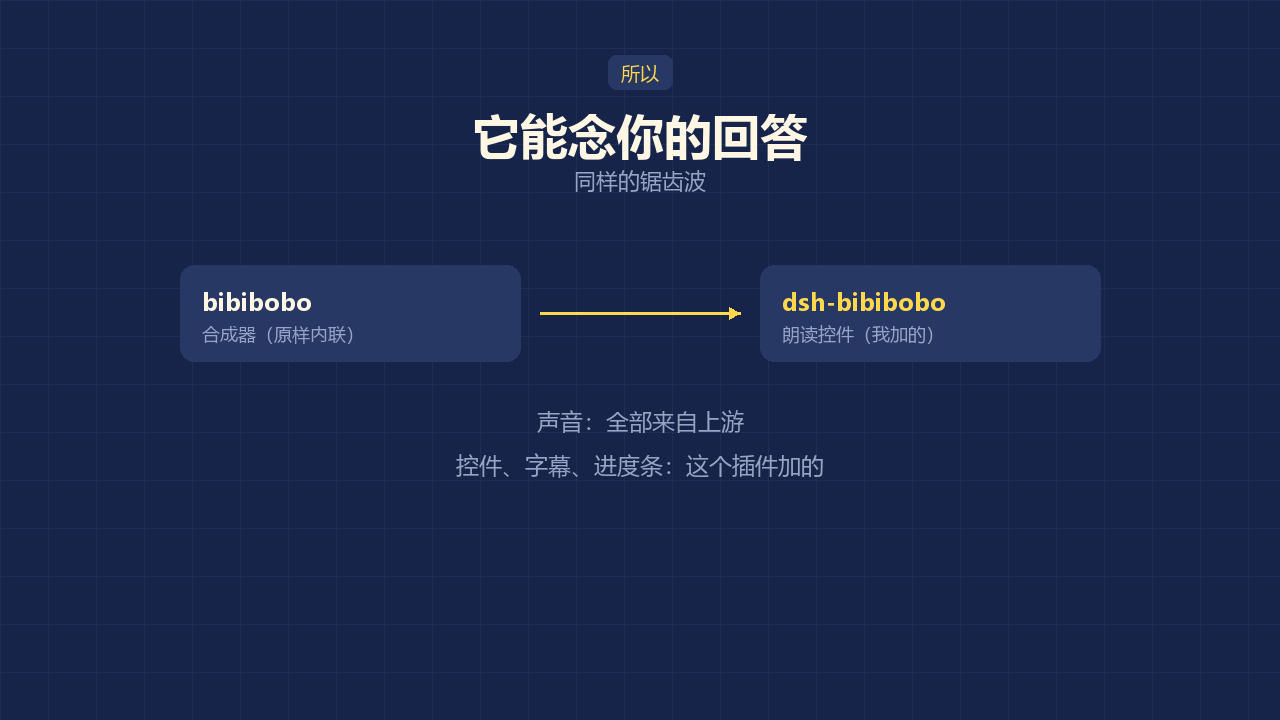 所以
它能念你的回答
同样的锯齿波
bibibobo
合成器（原样内联）
dsh-bibibobo
朗读控件（我加的）
声音：全部来自上游
控件、字幕、进度条：这个插件加的